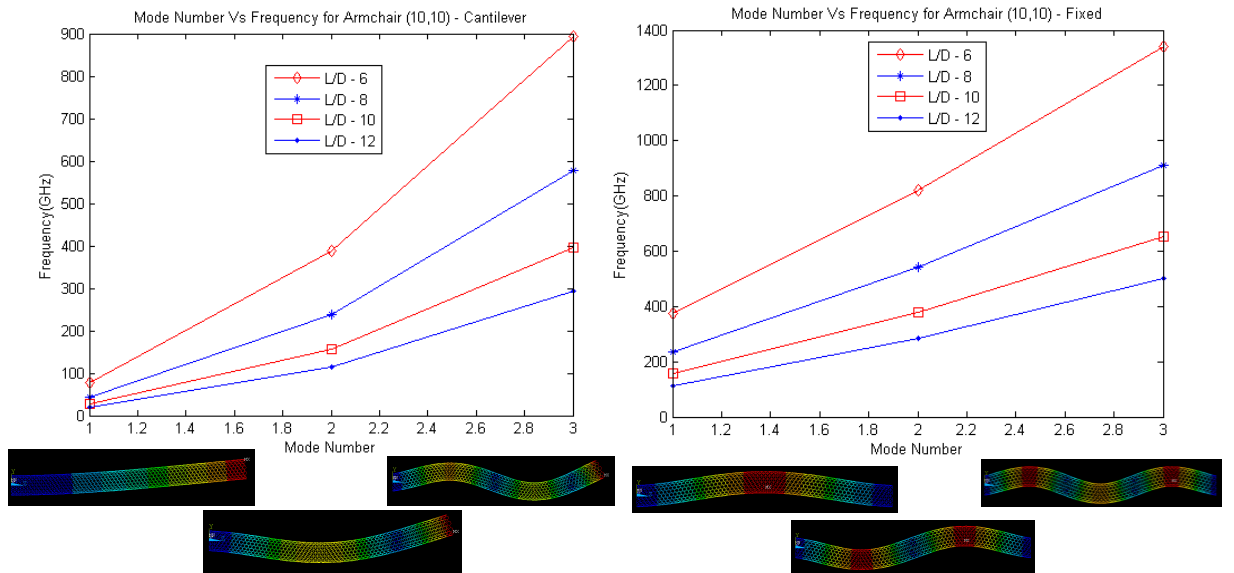 Mode Number Vs Frequency for Armchair (10,10) - Cantilever
900
800
700
600
500
400
300
200
100
0
Frequency(GHz)
L/D - 6
L/D - 8
L/D - 10
L/D - 12
1
1.2
1.4
1.6
1.8
2
2.2
2.4
2.6
2.8
3
Mode Number
Mode Number Vs Frequency for Armchair (10,10) - Fixed
1400
1200
1000
800
600
400
200
0
Frequency(GHz)
L/D - 6
L/D - 8
L/D - 10
L/D - 12
1
1.2
1.4
1.6
1.8
2
2.2
2.4
2.6
2.8
3
Mode Number